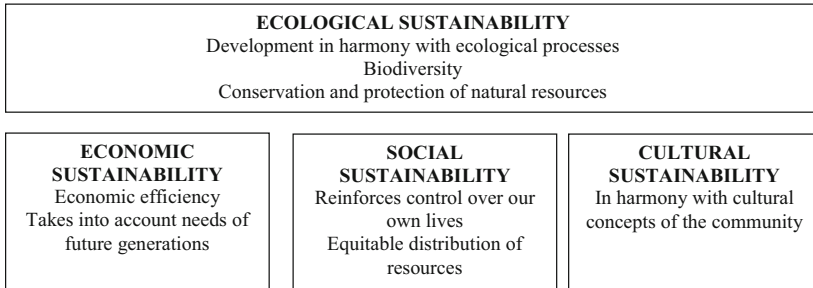 ECOLOGICAL SUSTAINABILITY
Development in harmony with ecological processes
Biodiversity
Conservation and protection of natural resources
ECONOMIC
SUSTAINABILITY
Economic efficiency
Takes into account needs of
future generations
SOCIAL
SUSTAINABILITY
Reinforces control over our
own lives
Equitable distribution of
resources
CULTURAL
SUSTAINABILITY
In harmony with cultural
concepts of the community